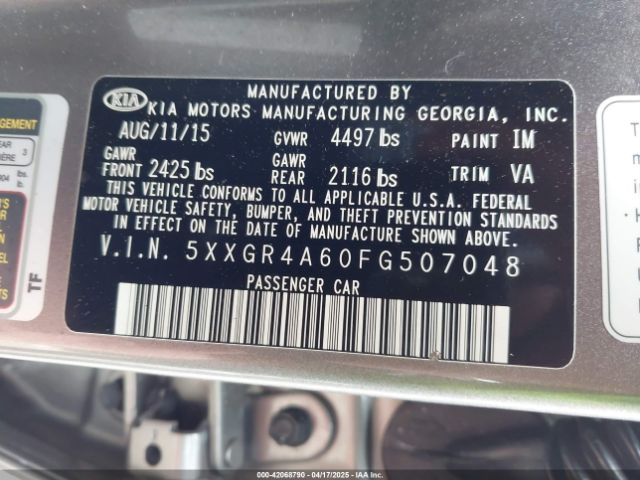 MANUFACTURED BY
KIA KIA MOTORS MANUFACTURING GEORGIA, INC.
AUG/11/15 GVWR 4497 lbs PAINT IM
GAWR FRONT 2425 lbs GAWR REAR 2116 lbs TRIM VA
THIS VEHICLE CONFORMS TO ALL APPLICABLE U.S.A. FEDERAL
MOTOR VEHICLE SAFETY, BUMPER, AND THEFT PREVENTION STANDARDS
IN EFFECT ON THE DATE OF MANUFACTURE SHOWN ABOVE.
V.I.N. 5XXGR4A60FG507048
PASSENGER CAR
TF
000-42068790 - 04/17/2025 - IAA Inc.